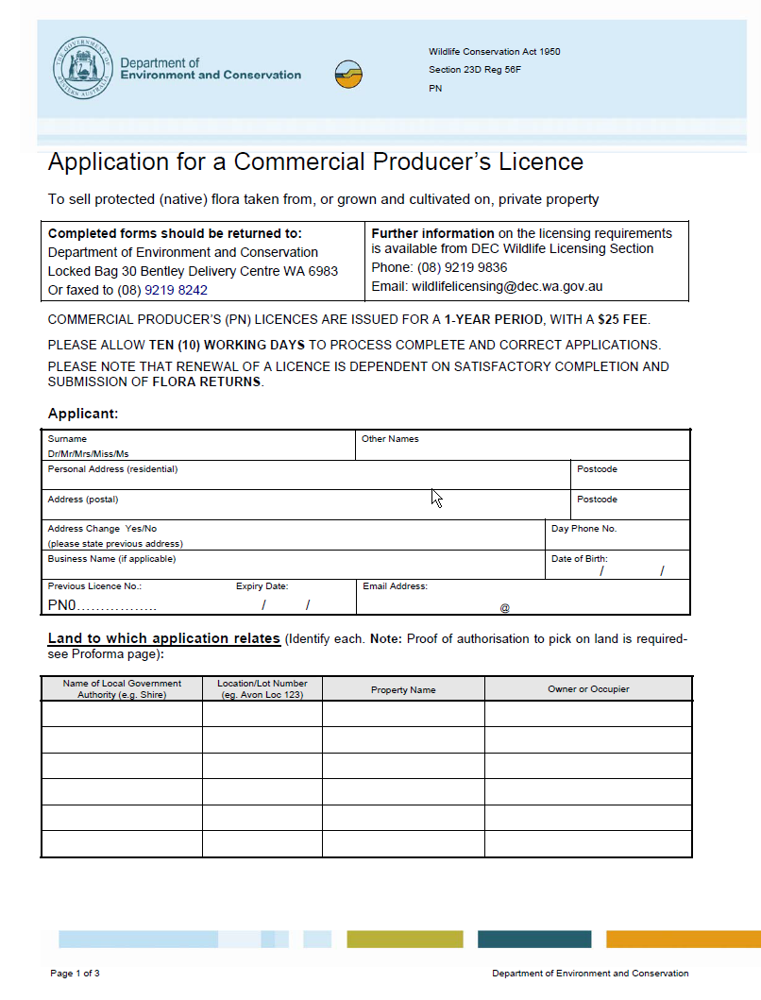 THE GOVERNMENT OF
WESTERN AUSTRALIA
Department of
Environment and Conservation
Wildlife Conservation Act 1950
Section 23D Reg 56F
PN
Application for a Commercial Producer's Licence
To sell protected (native) flora taken from, or grown and cultivated on, private property
Completed forms should be returned to:
Department of Environment and Conservation
Locked Bag 30 Bentley Delivery Centre WA 6983
Or faxed to (08) 9219 8242
Further information on the licensing requirements
is available from DEC Wildlife Licensing Section
Phone: (08) 9219 9836
Email: wildlifelicensing@dec.wa.gov.au
COMMERCIAL PRODUCER'S (PN) LICENCES ARE ISSUED FOR A 1-YEAR PERIOD, WITH A $25 FEE.
PLEASE ALLOW TEN (10) WORKING DAYS TO PROCESS COMPLETE AND CORRECT APPLICATIONS.
PLEASE NOTE THAT RENEWAL OF A LICENCE IS DEPENDENT ON SATISFACTORY COMPLETION AND
SUBMISSION OF FLORA RETURNS.
Applicant:
Surname
Dr/Mr/Mrs/Miss/Ms
Other Names
Personal Address (residential)
Postcode
Address (postal)
Postcode
Address Change  Yes/No
(please state previous address)
Day Phone No.
Business Name (if applicable)
Date of Birth:
/ /
Previous Licence No.:
PN0……………..
Expiry Date:
/ /
Email Address:
@
Land to which application relates (Identify each. Note: Proof of authorisation to pick on land is required-
see Proforma page):
Name of Local Government
Authority (e.g. Shire)
Location/Lot Number
(eg. Avon Loc 123)
Property Name
Owner or Occupier
Page 1 of 3
Department of Environment and Conservation